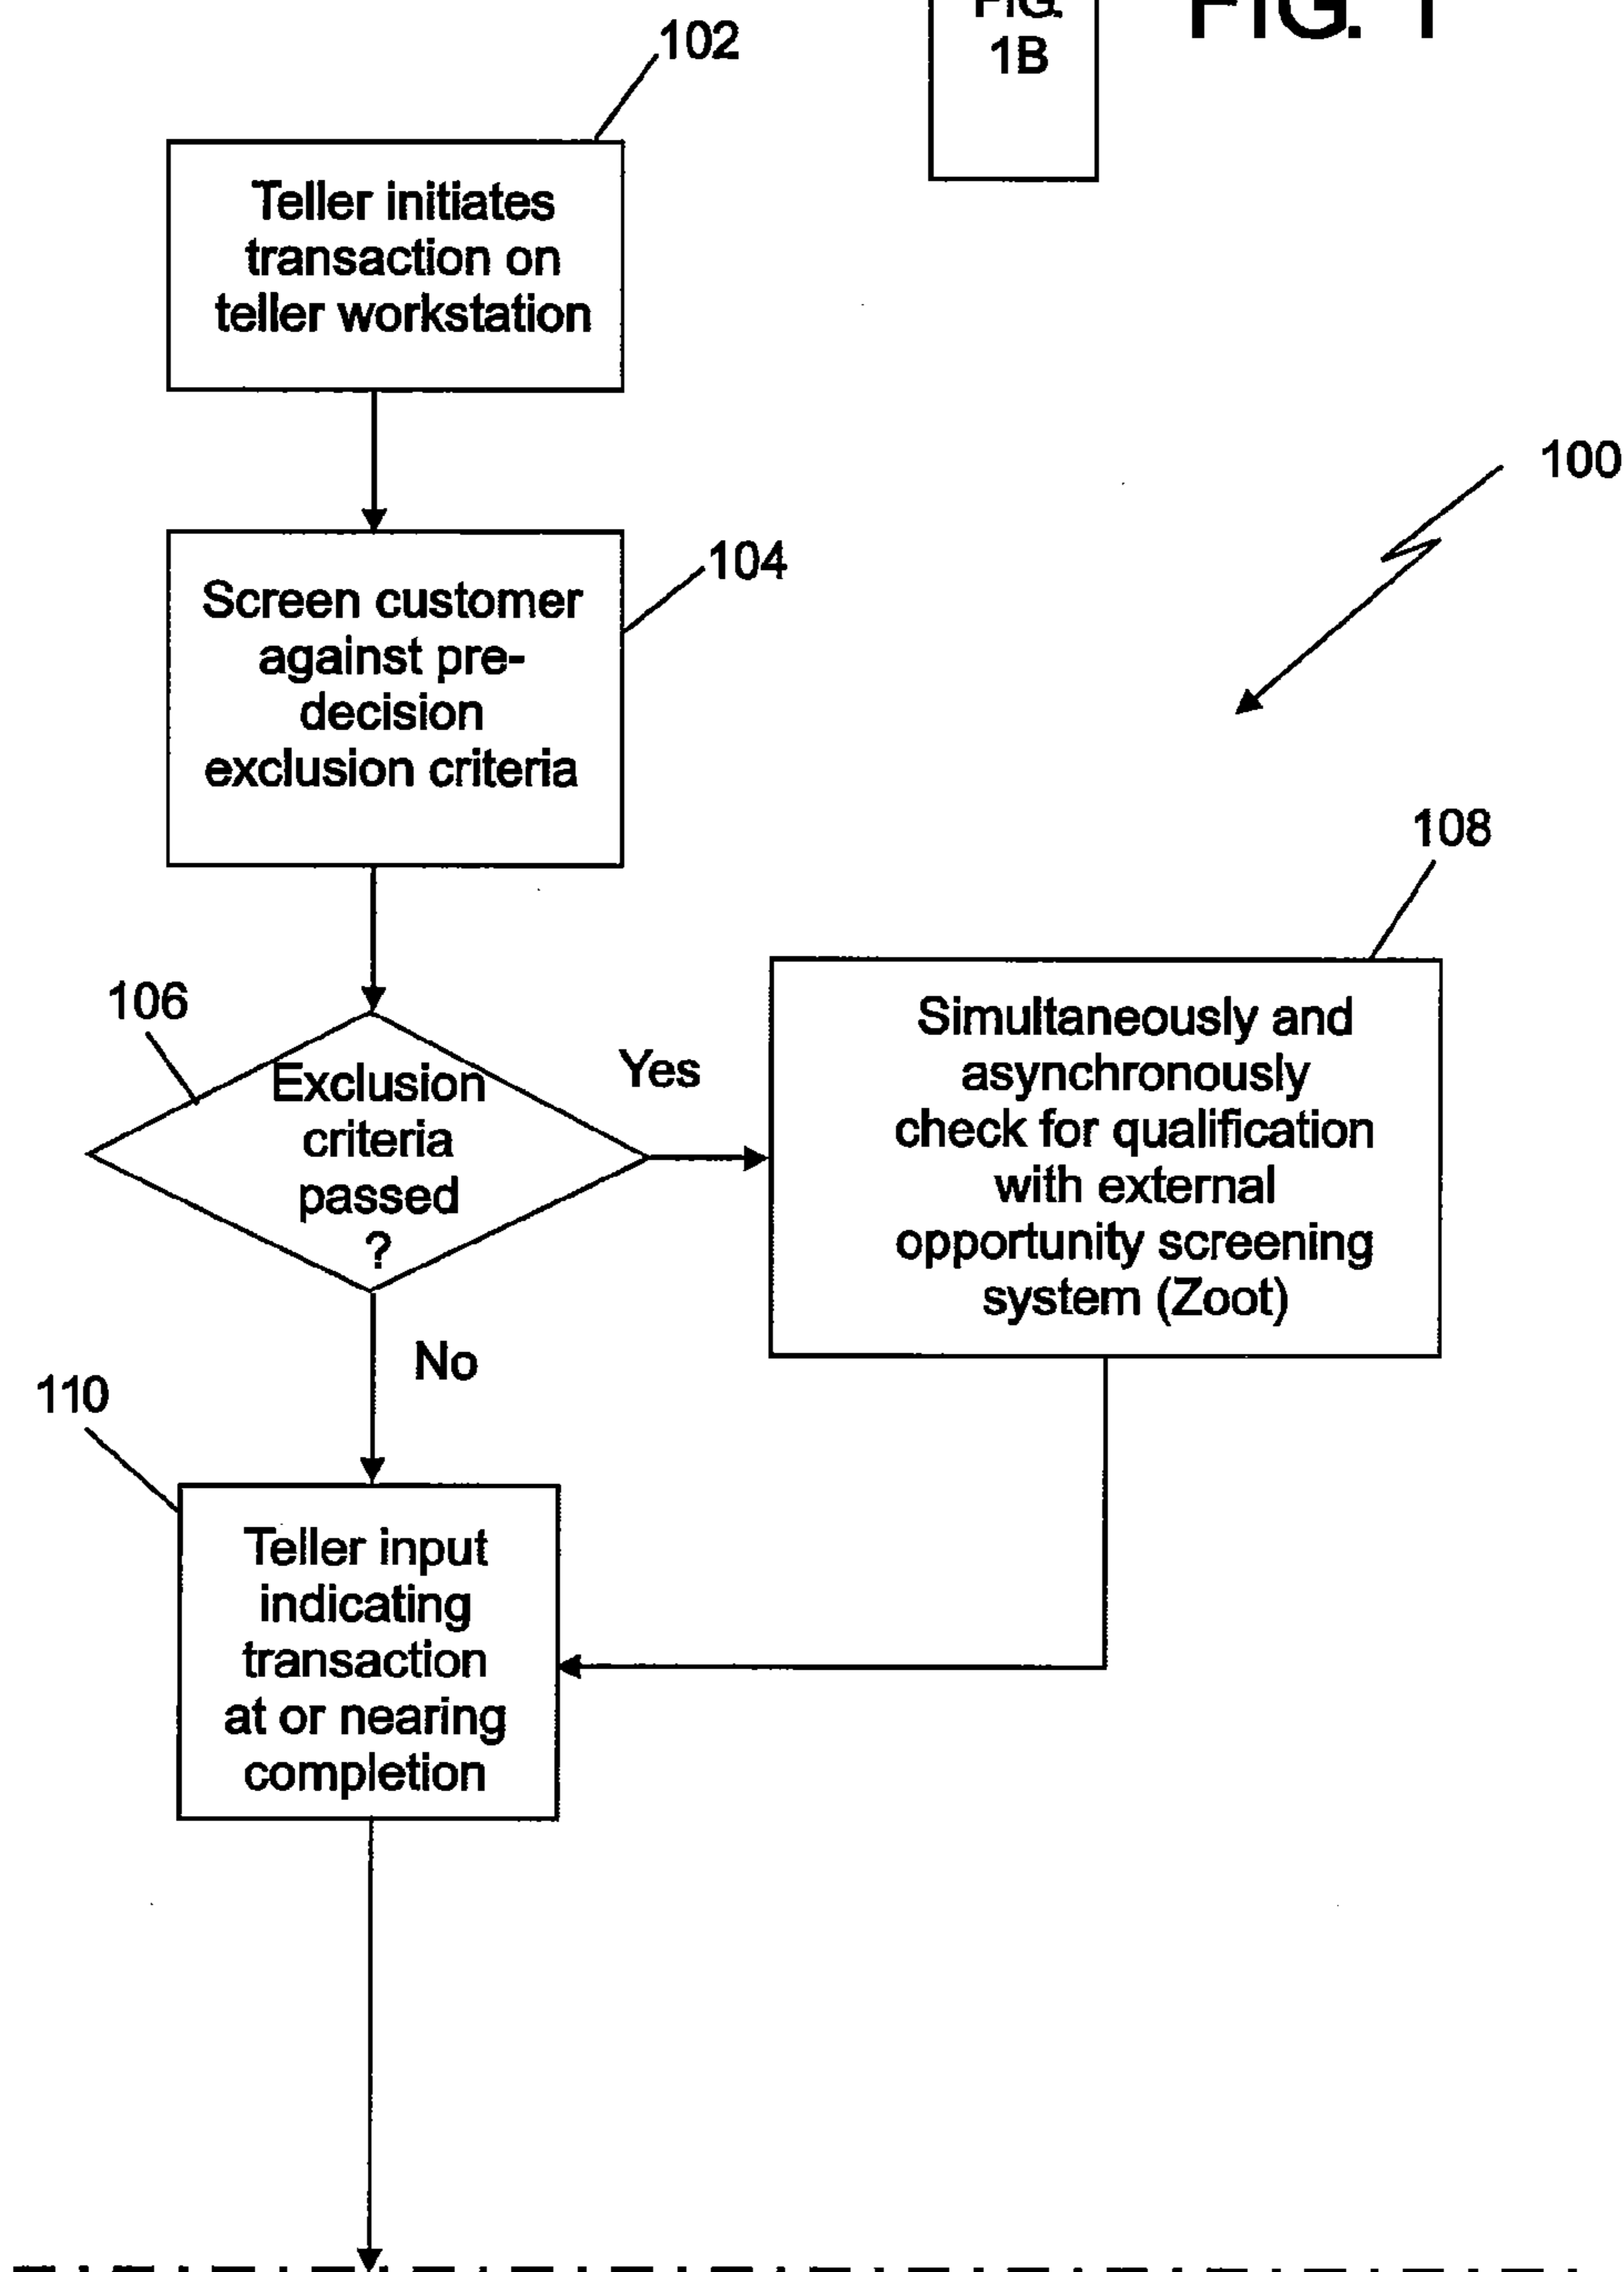 FIG.
1B
FIG. 1
102
Teller initiates
transaction on
teller workstation
100
104
Screen customer
against pre-
decision
exclusion criteria
108
106
Exclusion
criteria
passed
?
Yes
Simultaneously and
asynchronously
check for qualification
with external
opportunity screening
system (Zoot)
No
110
Teller input
indicating
transaction
at or nearing
completion